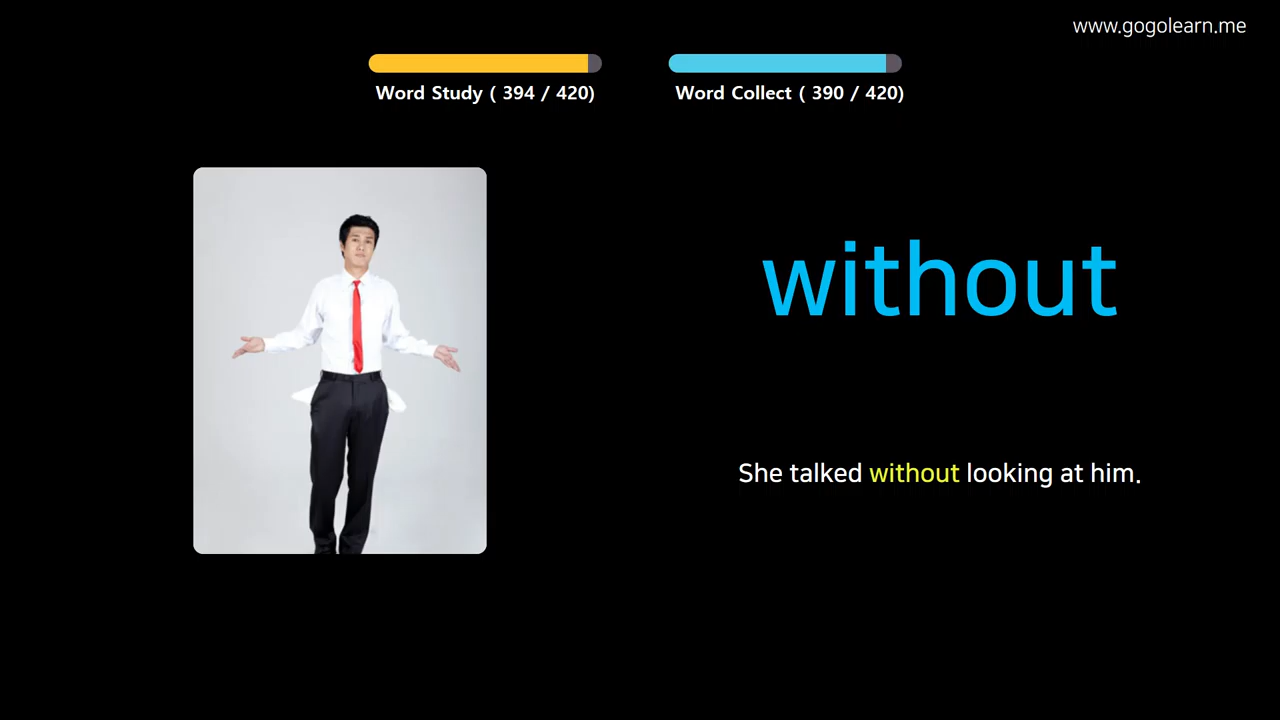 www.gogolearn.me
Word Study ( 394 / 420)
Word Collect ( 390 / 420)
without
She talked without looking at him.